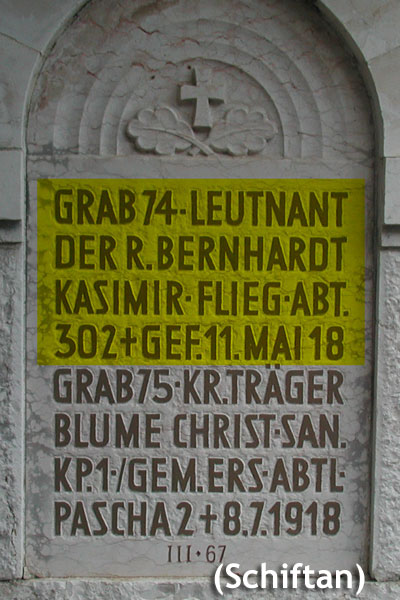 GRAB 74·LEUTNANT
DER R. BERNHARDT
KASIMIR·FLIEG·ABT.
302+GEF. 11. MAI 18
GRAB 75·KR. TRÄGER
BLUME CHRIST·SAN.
KP.1·/GEM. ERS·ABTL·
PASCHA 2+8.7.1918
III·67
(Schiftan)